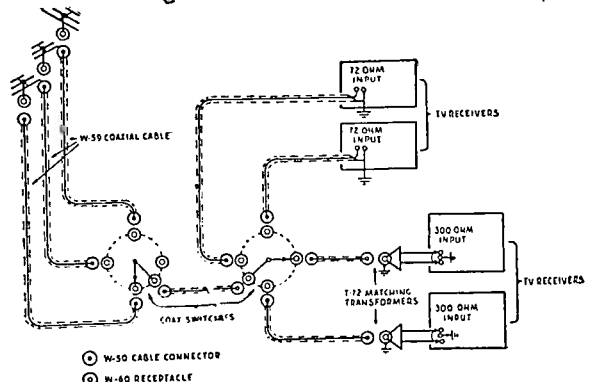 72 OHM
INPUT
72 OHM
INPUT
TV RECEIVERS
W-59 COAXIAL CABLE
300 OHM
INPUT
T-72 MATCHING
TRANSFORMERS
TV RECEIVERS
COAX SWITCHES
300 OHM
INPUT
W-50 CABLE CONNECTOR
W-60 RECEPTACLE